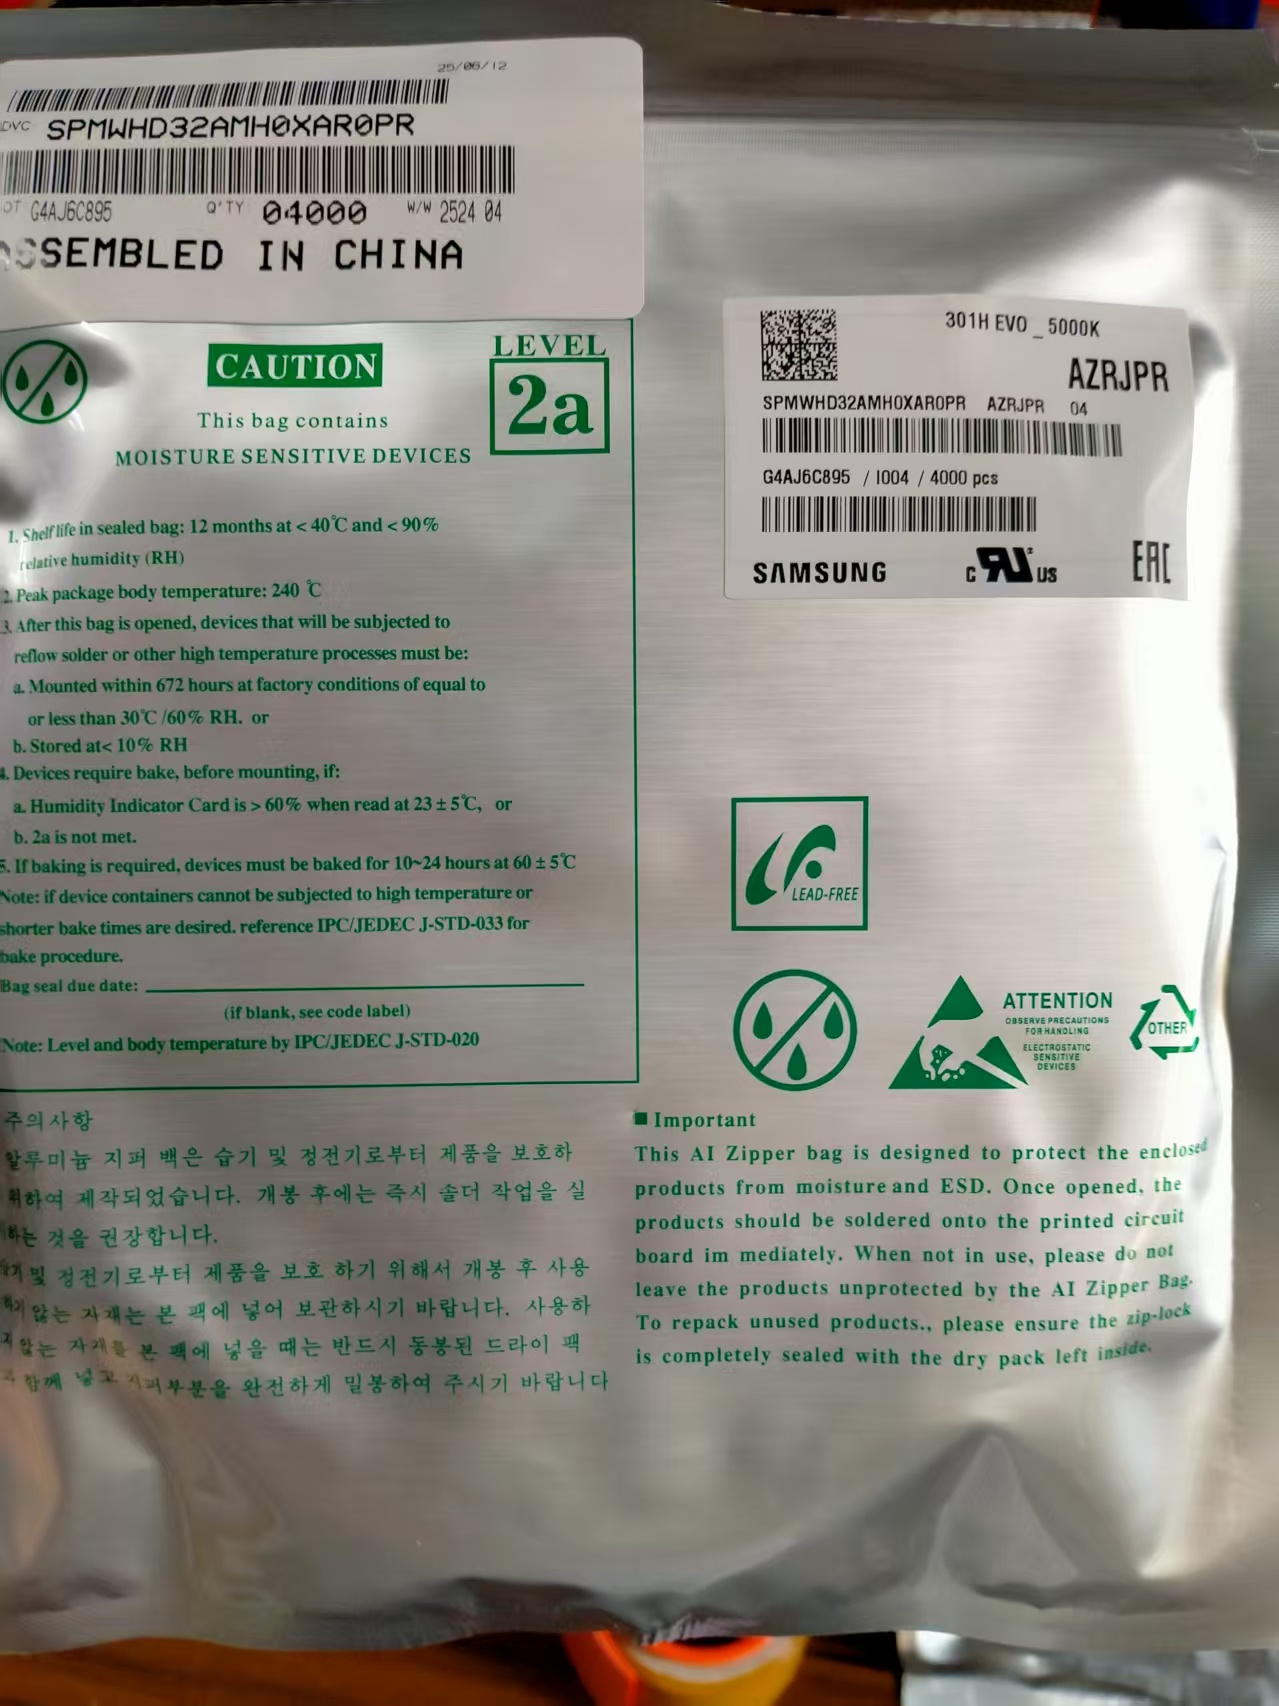 25/06/12
DVC SPMWHD32AMH0XAR0PR
OT G4AJ6C895 Q'TY 04000 W/W 2524 04
ASSEMBLED IN CHINA
CAUTION
This bag contains
MOISTURE SENSITIVE DEVICES
LEVEL
2a
1. Shelf life in sealed bag: 12 months at < 40℃ and < 90%
relative humidity (RH)
2. Peak package body temperature: 240 ℃
3. After this bag is opened, devices that will be subjected to
reflow solder or other high temperature processes must be:
a. Mounted within 672 hours at factory conditions of equal to
or less than 30℃ /60% RH. or
b. Stored at< 10% RH
4. Devices require bake, before mounting, if:
a. Humidity Indicator Card is > 60% when read at 23 ± 5℃, or
b. 2a is not met.
5. If baking is required, devices must be baked for 10~24 hours at 60 ± 5℃
Note: if device containers cannot be subjected to high temperature or
shorter bake times are desired. reference IPC/JEDEC J-STD-033 for
bake procedure.
Bag seal due date:
(if blank, see code label)
Note: Level and body temperature by IPC/JEDEC J-STD-020
301H EVO _ 5000K
AZRJPR
SPMWHD32AMH0XAR0PR AZRJPR 04
G4AJ6C895 / I004 / 4000 pcs
SAMSUNG c RU US EAC
LEAD-FREE
ATTENTION
OBSERVE PRECAUTIONS
FOR HANDLING
ELECTROSTATIC
SENSITIVE
DEVICES
OTHER
주의사항
알루미늄 지퍼 백은 습기 및 정전기로부터 제품을 보호하
위하여 제작되었습니다. 개봉 후에는 즉시 솔더 작업을 실
하는 것을 권장합니다.
및 정전기로부터 제품을 보호 하기 위해서 개봉 후 사용
않는 자재는 본 팩에 넣어 보관하시기 바랍니다. 사용하
않는 자재를 본 팩에 넣을 때는 반드시 동봉된 드라이 팩
함께 넣고 지퍼부분을 완전하게 밀봉하여 주시기 바랍니다
■ Important
This AI Zipper bag is designed to protect the enclosed
products from moisture and ESD. Once opened, the
products should be soldered onto the printed circuit
board im mediately. When not in use, please do not
leave the products unprotected by the AI Zipper Bag.
To repack unused products., please ensure the zip-lock
is completely sealed with the dry pack left inside.